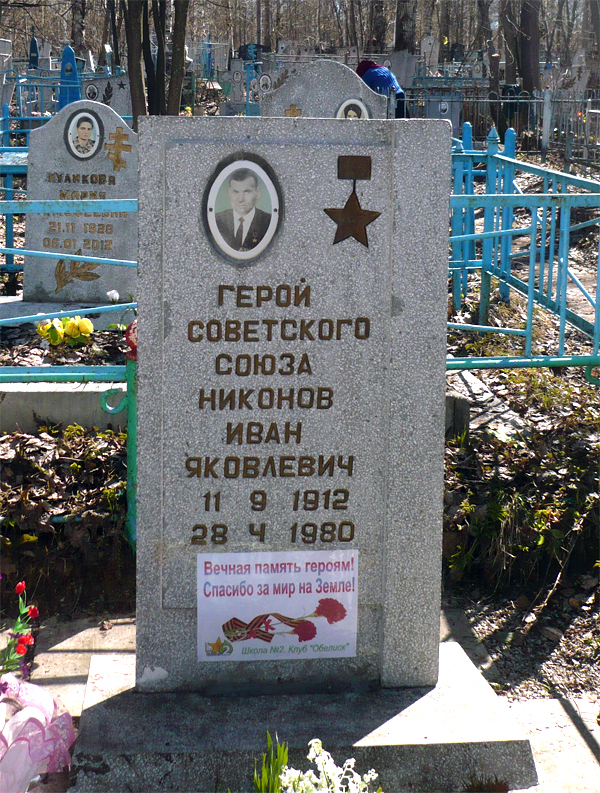 ГЕРОЙ
СОВЕТСКОГО
СОЮЗА
НИКОНОВ
ИВАН
ЯКОВЛЕВИЧ
11 9 1912
28 4 1980
Вечная память героям!
Спасибо за мир на Земле!
Школа №2. Клуб "Обелиск"
21.11 1926
06.01 2012